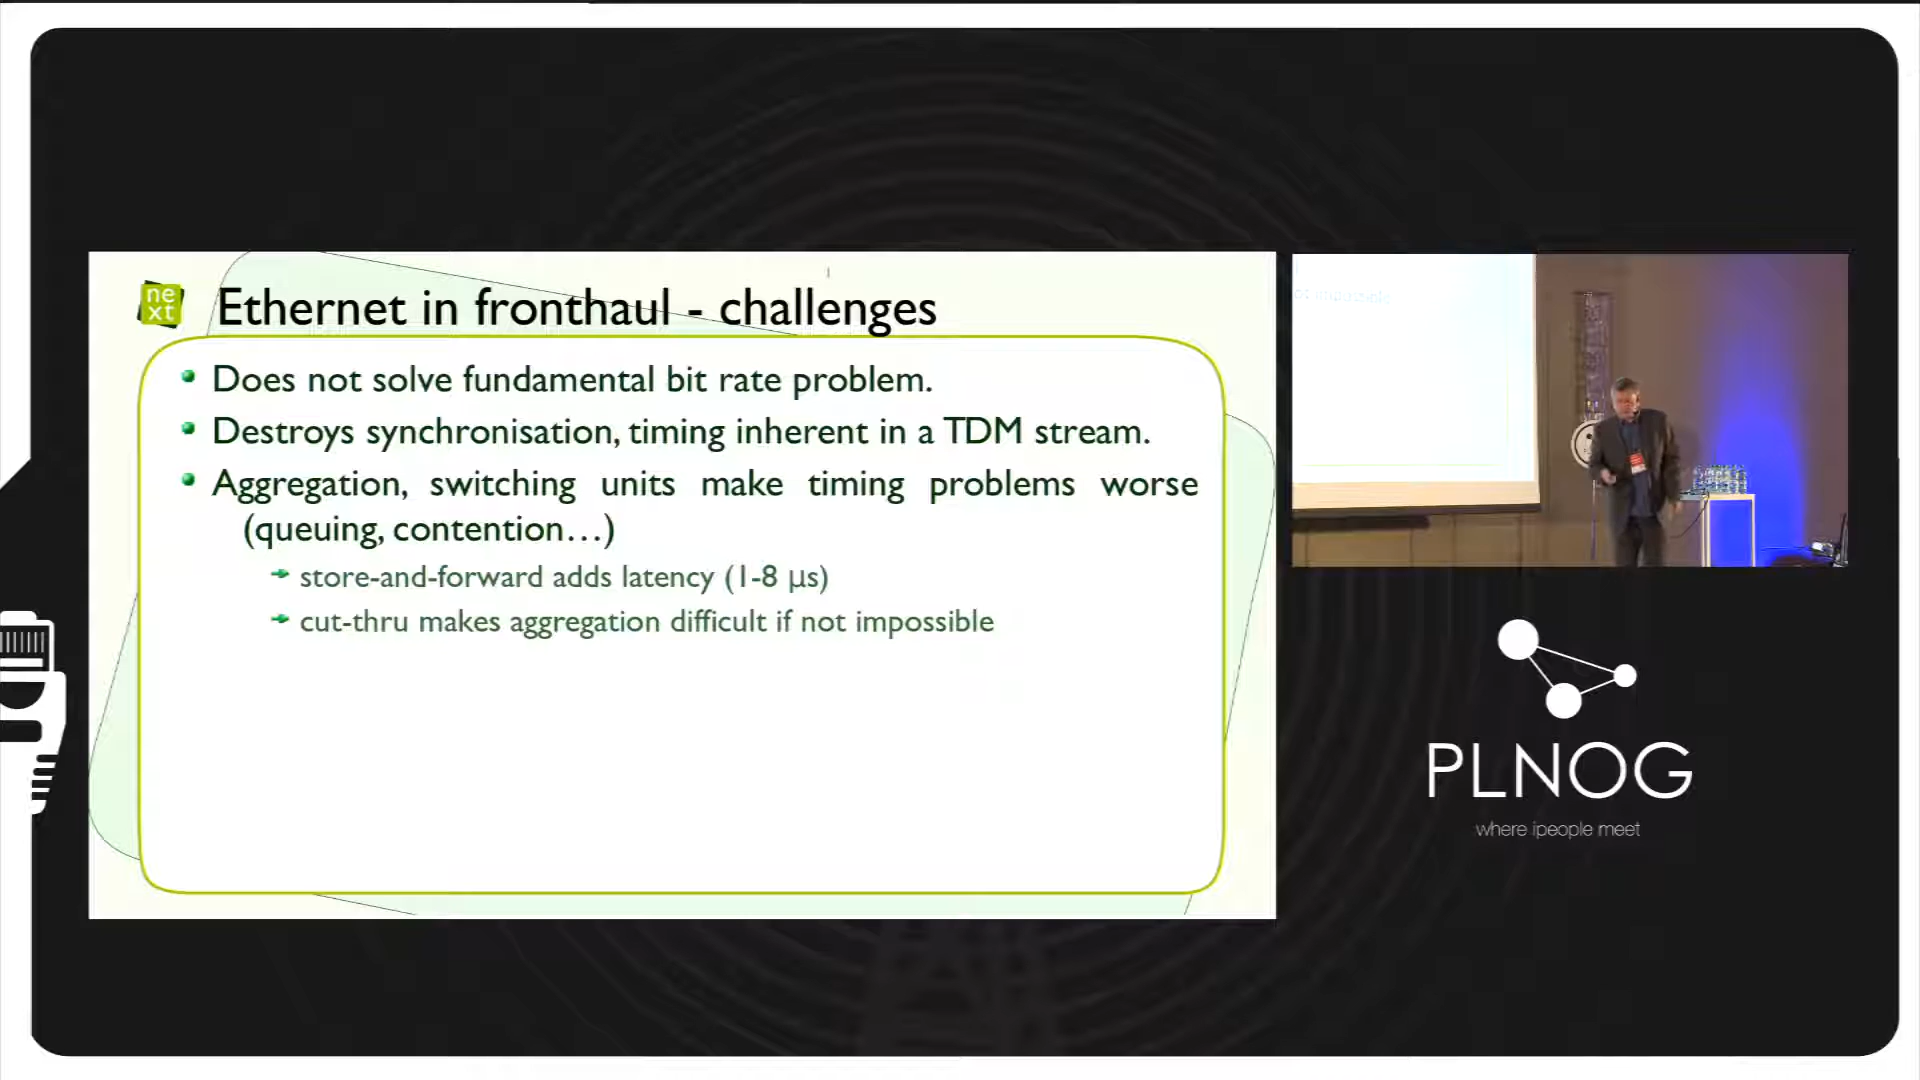 ne
xt
Ethernet in fronthaul - challenges
Does not solve fundamental bit rate problem.
Destroys synchronisation, timing inherent in a TDM stream.
Aggregation, switching units make timing problems worse
(queuing, contention…)
store-and-forward adds latency (1-8 µs)
cut-thru makes aggregation difficult if not impossible
not impossible
PLNOG
where ipeople meet